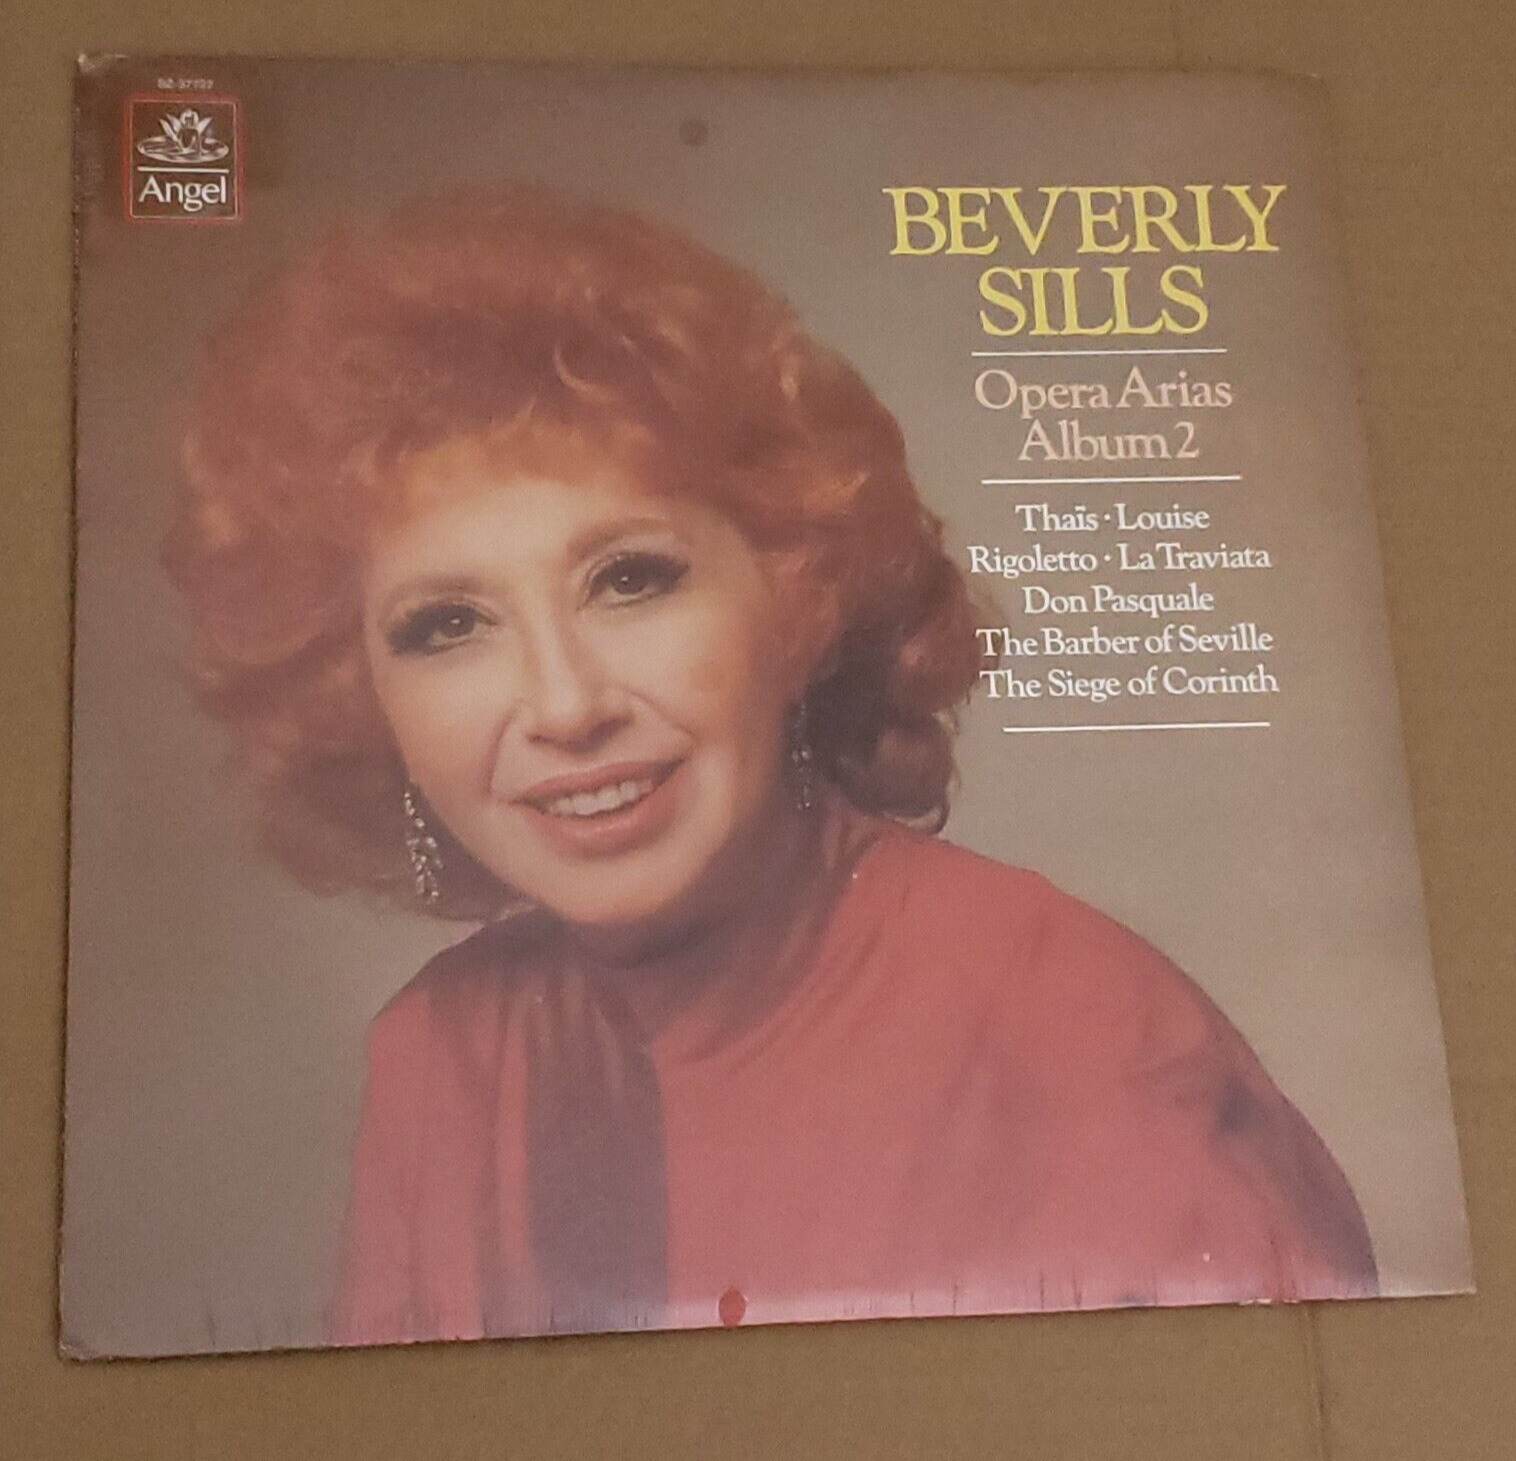 Angel
BEVERLY
SILLS
Opera Arias
Album 2
Thaïs · Louise
Rigoletto · La Traviata
Don Pasquale
The Barber of Seville
The Siege of Corinth